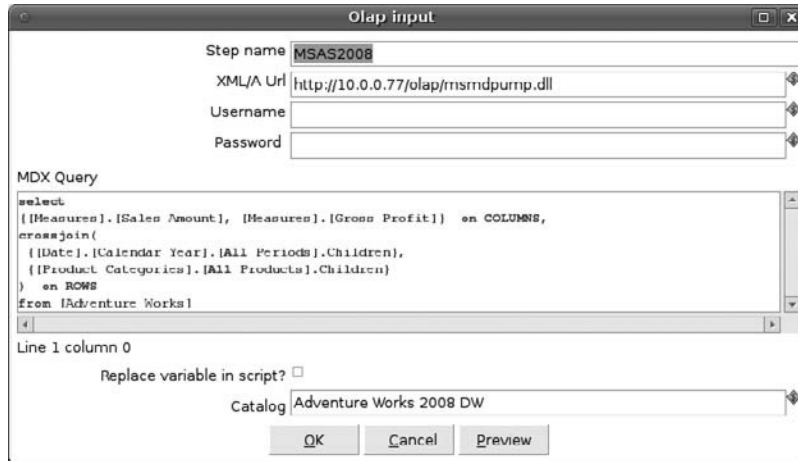 Olap input
Step name MSAS2008
XML/A Url http://10.0.0.77/olap/msmdpump.dll
Username
Password
MDX Query
select
{[Measures].[Sales Amount], [Measures].[Gross Profit]} on COLUMNS,
crossjoin(
{[Date].[Calendar Year].[All Periods].Children},
{[Product Categories].[All Products].Children}
) on ROWS
from [Adventure Works]
Line 1 column 0
Replace variable in script?
Catalog Adventure Works 2008 DW
OK Cancel Preview